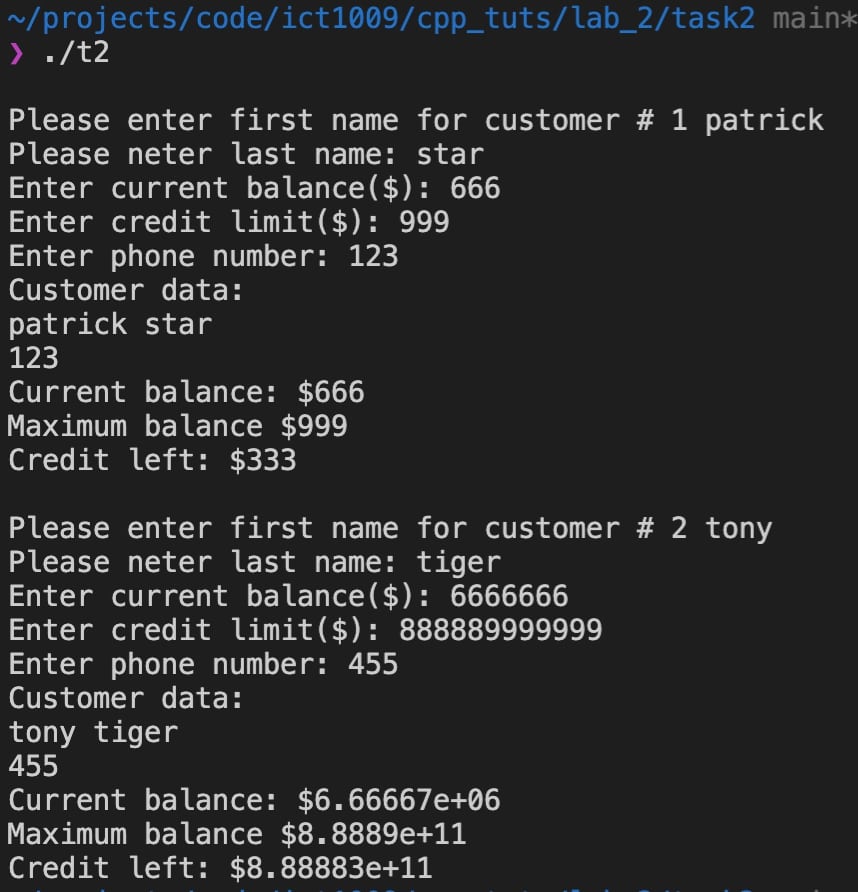 ~/projects/code/ict1009/cpp_tuts/lab_2/task2 main*
❯ ./t2
Please enter first name for customer # 1 patrick
Please neter last name: star
Enter current balance($): 666
Enter credit limit($): 999
Enter phone number: 123
Customer data:
patrick star
123
Current balance: $666
Maximum balance $999
Credit left: $333
Please enter first name for customer # 2 tony
Please neter last name: tiger
Enter current balance($): 6666666
Enter credit limit($): 888889999999
Enter phone number: 455
Customer data:
tony tiger
455
Current balance: $6.66667e+06
Maximum balance $8.8889e+11
Credit left: $8.88883e+11